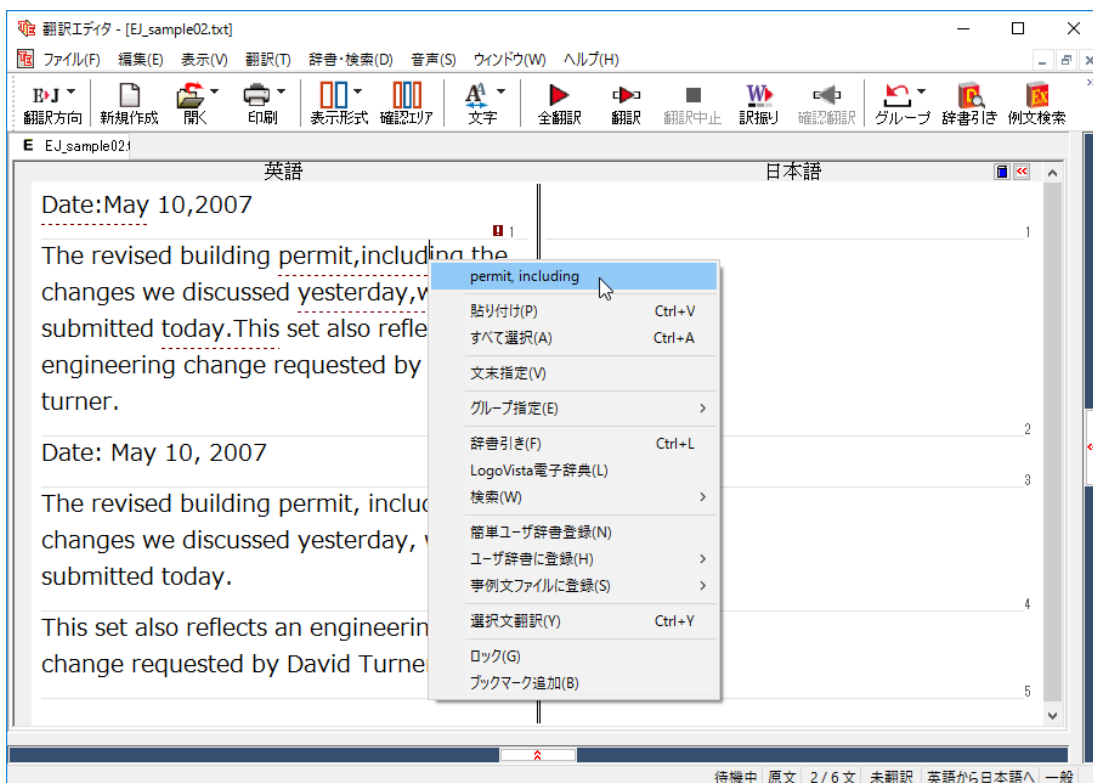 翻訳エディタ - [EJ_sample02.txt]
ファイル(F) 編集(E) 表示(V) 翻訳(T) 辞書・検索(D) 音声(S) ウィンドウ(W) ヘルプ(H)
E▸J
翻訳方向 新規作成 開く 印刷 表示形式 確認エリア 文字 全翻訳 翻訳 翻訳中止 訳振り 確認翻訳 グループ 辞書引き 例文検索
E EJ_sample02.t
英語 日本語
Date:May 10,2007
1 1
The revised building permit,including the
changes we discussed yesterday,w
submitted today.This set also refle
engineering change requested by
turner.
2
Date: May 10, 2007
3
The revised building permit, includ
changes we discussed yesterday,
submitted today.
4
This set also reflects an engineerin
change requested by David Turne
5
permit, including
貼り付け(P) Ctrl+V
すべて選択(A) Ctrl+A
文末指定(V)
グループ指定(E)
辞書引き(F) Ctrl+L
LogoVista電子辞典(L)
検索(W)
簡単ユーザ辞書登録(N)
ユーザ辞書に登録(H)
事例文ファイルに登録(S)
選択文翻訳(Y) Ctrl+Y
ロック(G)
ブックマーク追加(B)
待機中 原文 2/6文 未翻訳 英語から日本語へ 一般